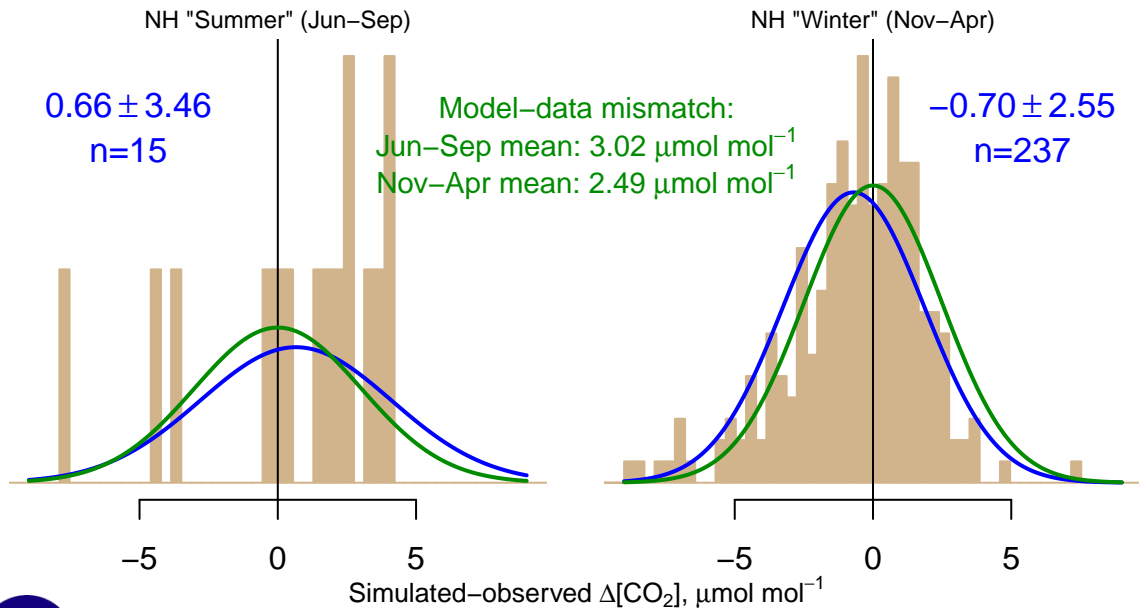 NH "Summer" (Jun−Sep)
0.66 ± 3.46
n=15
Model−data mismatch:
Jun−Sep mean: 3.02 μmol mol⁻¹
Nov−Apr mean: 2.49 μmol mol⁻¹
NH "Winter" (Nov−Apr)
−0.70 ± 2.55
n=237
−5 0 5
−5 0 5
Simulated−observed Δ[CO₂], μmol mol⁻¹